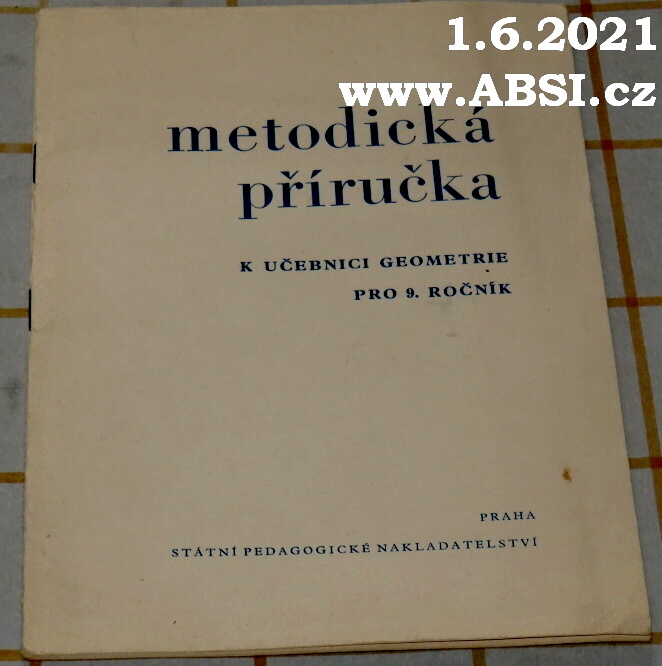 1.6.2021
www.ABSI.cz
metodická
příručka
K UČEBNICI GEOMETRIE
PRO 9. ROČNÍK
PRAHA
STÁTNÍ PEDAGOGICKÉ NAKLADATELSTVÍ